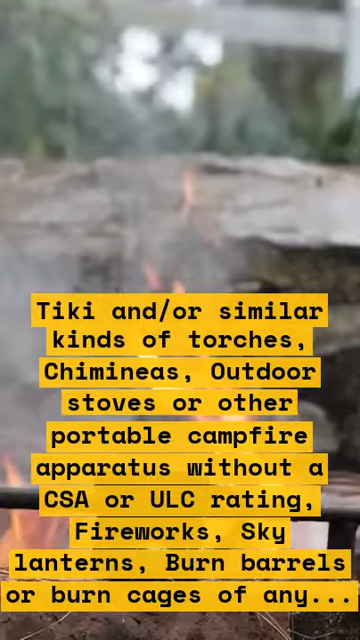 Tiki and/or similar
kinds of torches,
Chimineas, Outdoor
stoves or other
portable campfire
apparatus without a
CSA or ULC rating,
Fireworks, Sky
lanterns, Burn barrels
or burn cages of any...